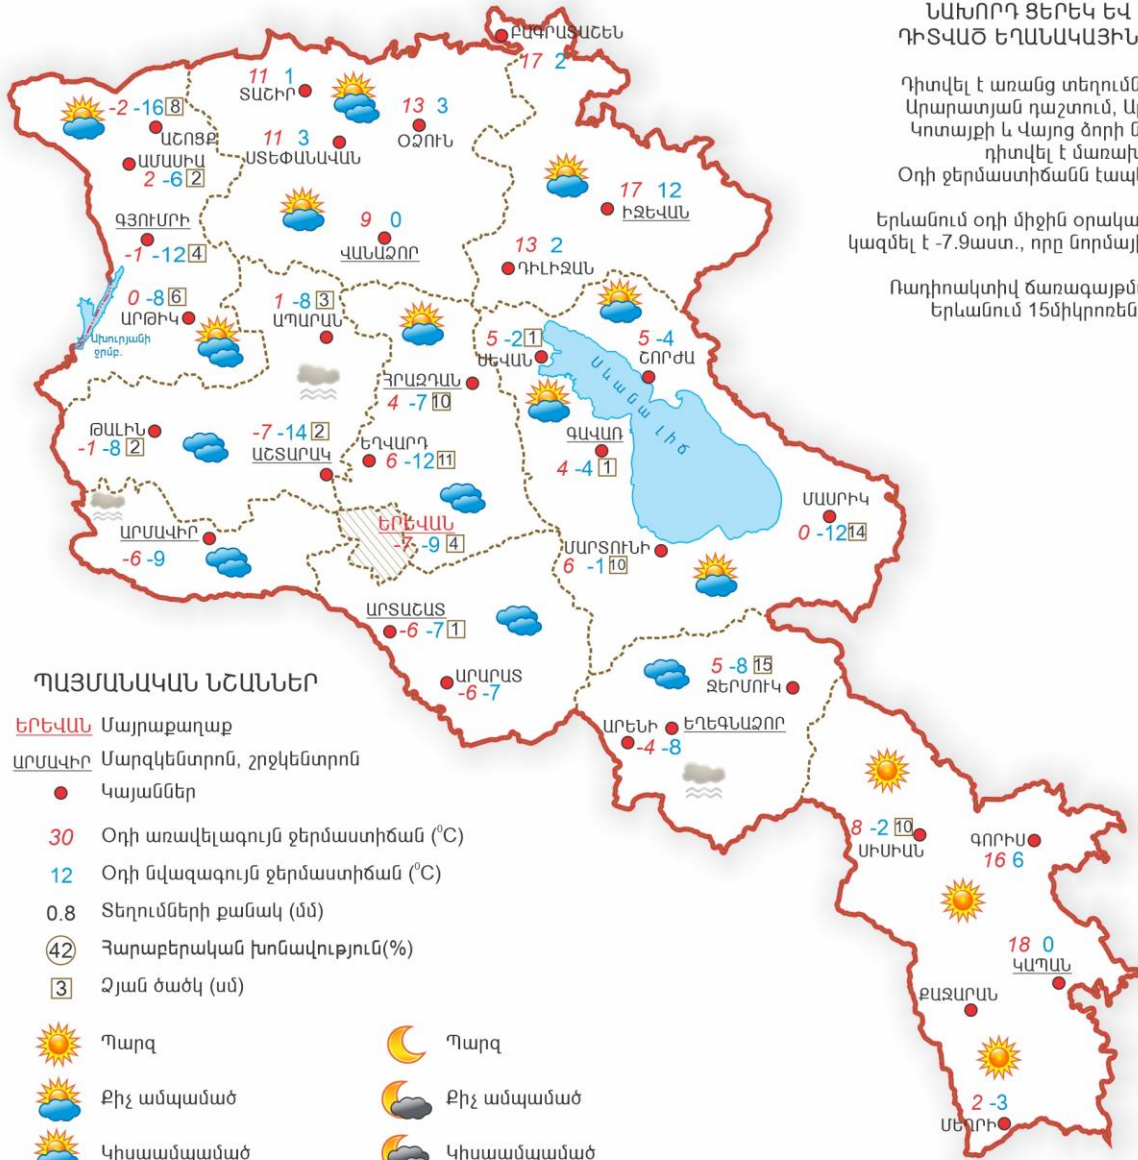 ՆԱԽՈՐԴ ՑԵՐԵԿ ԵՎ
ԴԻՏՎԱԾ ԵՂԱՆԱԿԱՅԻՆ
Դիտվել է առանց տեղումն
Արարատյան դաշտում, Ար
Կոտայքի և Վայոց ձորի
դիտվել է մառախ
Օդի ջերմաստիճանն էապե
Երևանում օդի միջին օրակա
կազմել է -7.9աստ., որը նորմայի
Ռադիոակտիվ ճառագայթմ
Երևանում 15միկրոռեն
ԲԱԳՐԱՏԱՇԵՆ
17 2
11 1
ՏԱՇԻՐ
13 3
ՕՁՈՒՆ
11 3
ՍՏԵՓԱՆԱՎԱՆ
-2 -16 8
ԱՇՈՑՔ
ԱՄԱՍԻԱ
2 -6 2
ԳՅՈՒՄՐԻ
-1 -12 4
9 0
ՎԱՆԱՁՈՐ
17 12
ԻՋԵՎԱՆ
13 2
ԴԻԼԻՋԱՆ
0 -8 6
ԱՐԹԻԿ
Ախուրյանի
ջրմբ.
1 -8 3
ԱՊԱՐԱՆ
5 -2 1
ՍԵՎԱՆ
5 -4
ՇՈՐԺԱ
Սևանա լիճ
ՀՐԱԶԴԱՆ
4 -7 10
ԹԱԼԻՆ
-1 -8 2
-7 -14 2
ԱՇՏԱՐԱԿ
ԵՂՎԱՐԴ
6 -12 11
ԳԱՎԱՌ
4 -4 1
ՄԱՍՐԻԿ
0 -12 14
ԱՐՄԱՎԻՐ
-6 -9
ԵՐԵՎԱՆ
-7 -9 4
ՄԱՐՏՈՒՆԻ
6 -1 10
ԱՐՏԱՇԱՏ
-6 -7 1
ԱՐԱՐԱՏ
-6 -7
5 -8 15
ՋԵՐՄՈՒԿ
ԱՐԵՆԻ
-4 -8
ԵՂԵԳՆԱՁՈՐ
8 -2 10
ՍԻՍԻԱՆ
ԳՈՐԻՍ
16 6
18 0
ԿԱՊԱՆ
ՔԱՋԱՐԱՆ
2 -3
ՄԵՂՐԻ
ՊԱՅՄԱՆԱԿԱՆ ՆՇԱՆՆԵՐ
ԵՐԵՎԱՆ Մայրաքաղաք
ԱՐՄԱՎԻՐ Մարզկենտրոն, շրջկենտրոն
Կայաններ
30 Օդի առավելագույն ջերմաստիճան (⁰C)
12 Օդի նվազագույն ջերմաստիճան (⁰C)
0.8 Տեղումների քանակ (մմ)
42 Հարաբերական խոնավություն(%)
3 Ձյան ծածկ (սմ)
Պարզ Պարզ
Քիչ ամպամած Քիչ ամպամած
Կիսաամպամած Կիսաամպամած